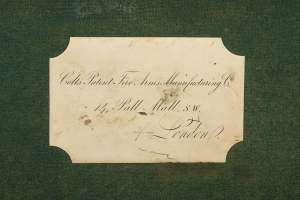 Colts Patent Fire Arms Manufacturing Co.
14, Pall Mall, S.W.
London